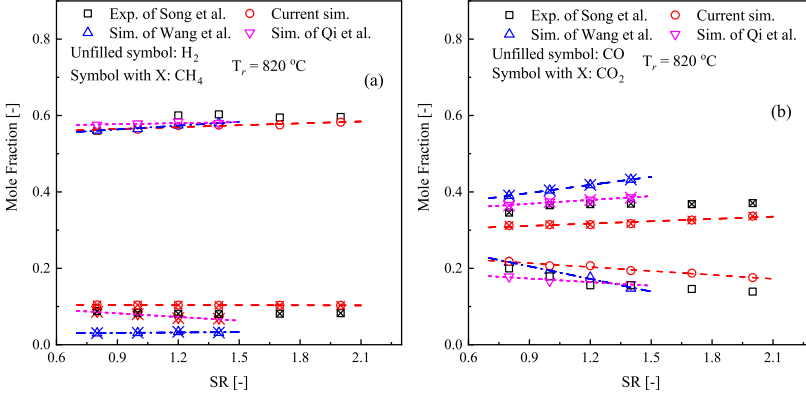 Exp. of Song et al. Current sim.
Sim. of Wang et al. Sim. of Qi et al.
Unfilled symbol: H2
Symbol with X: CH4
Tr = 820 °C
(a)
Mole Fraction [-]
0.8
0.6
0.4
0.2
0.0
0.6 0.9 1.2 1.5 1.8 2.1
SR [-]
Exp. of Song et al. Current sim.
Sim. of Wang et al. Sim. of Qi et al.
Unfilled symbol: CO
Symbol with X: CO2
Tr = 820 °C
(b)
Mole Fraction [-]
0.8
0.6
0.4
0.2
0.0
0.6 0.9 1.2 1.5 1.8 2.1
SR [-]